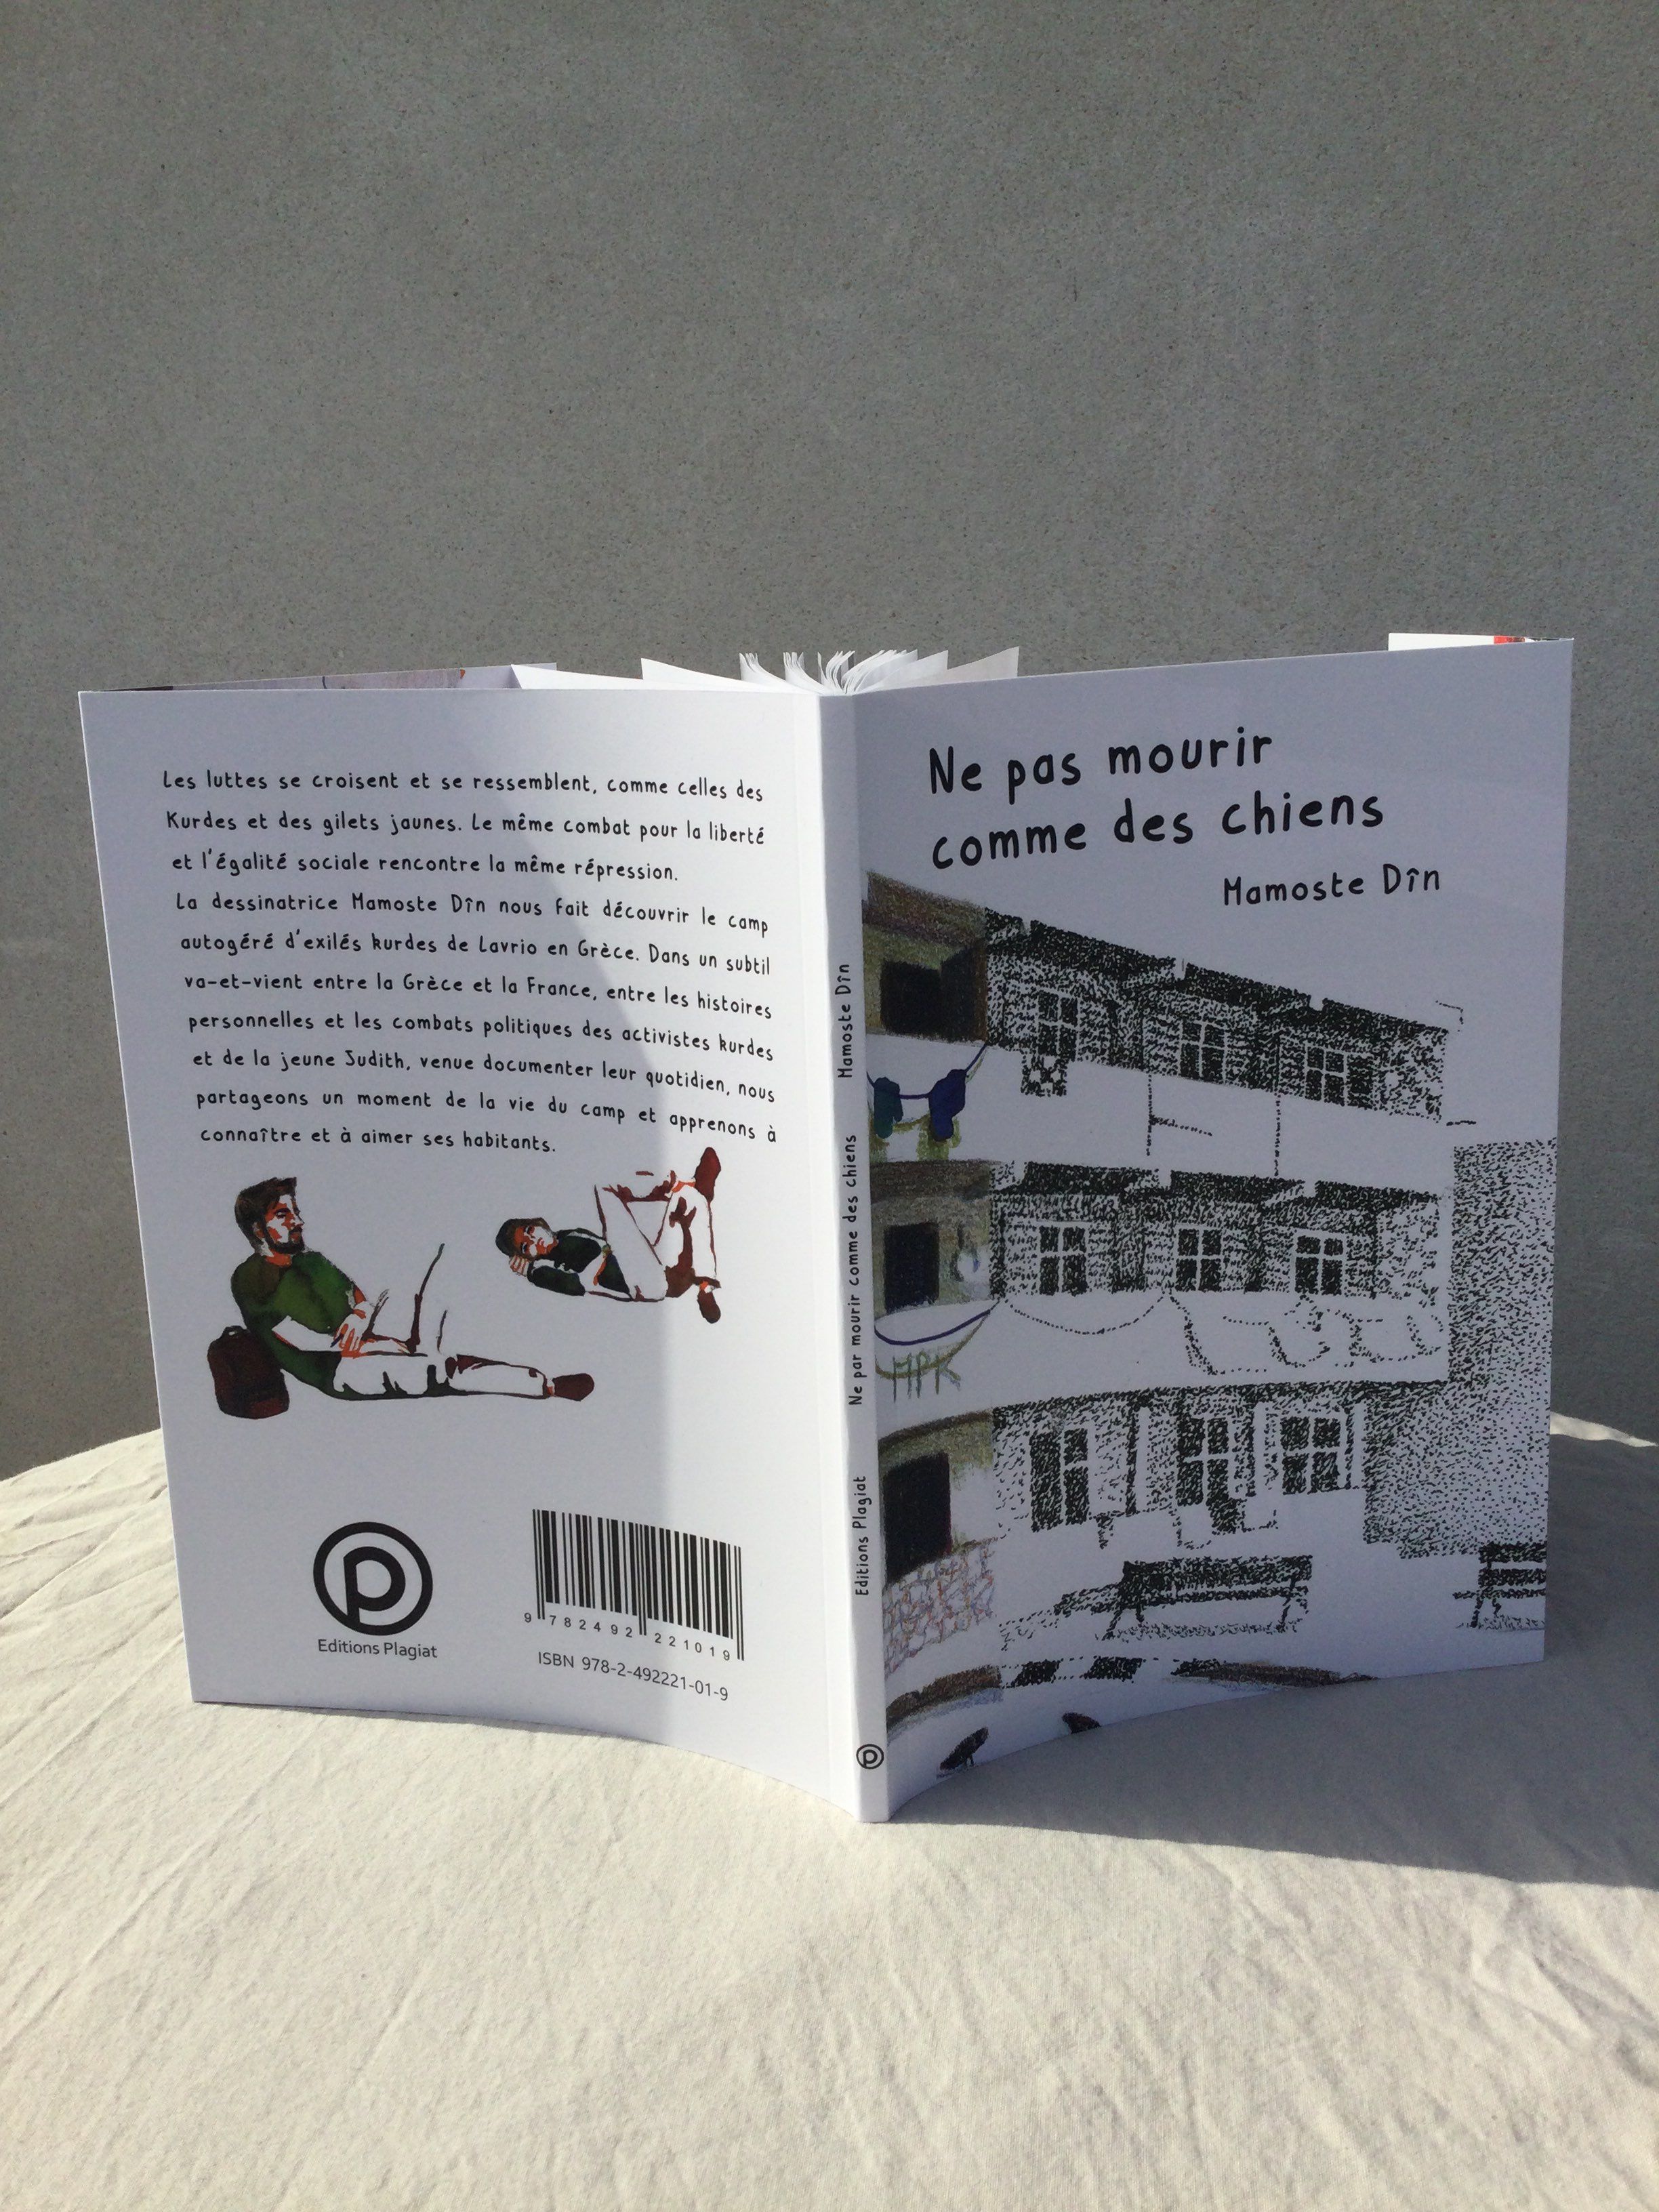 Les luttes se croisent et se ressemblent, comme celles des
Kurdes et des gilets jaunes. Le même combat pour la liberté
et l'égalité sociale rencontre la même répression.
La dessinatrice Mamoste Dîn nous fait découvrir le camp
autogéré d'exilés kurdes de Lavrio en Grèce. Dans un subtil
va-et-vient entre la Grèce et la France, entre les histoires
personnelles et les combats politiques des activistes kurdes
et de la jeune Judith, venue documenter leur quotidien, nous
partageons un moment de la vie du camp et apprenons à
connaître et à aimer ses habitants.
Editions Plagiat
9 782492 221019
ISBN 978-2-492221-01-9
Editions Plagiat Ne par mourir comme des chiens Mamoste Dîn
Ne pas mourir
comme des chiens
Mamoste Dîn